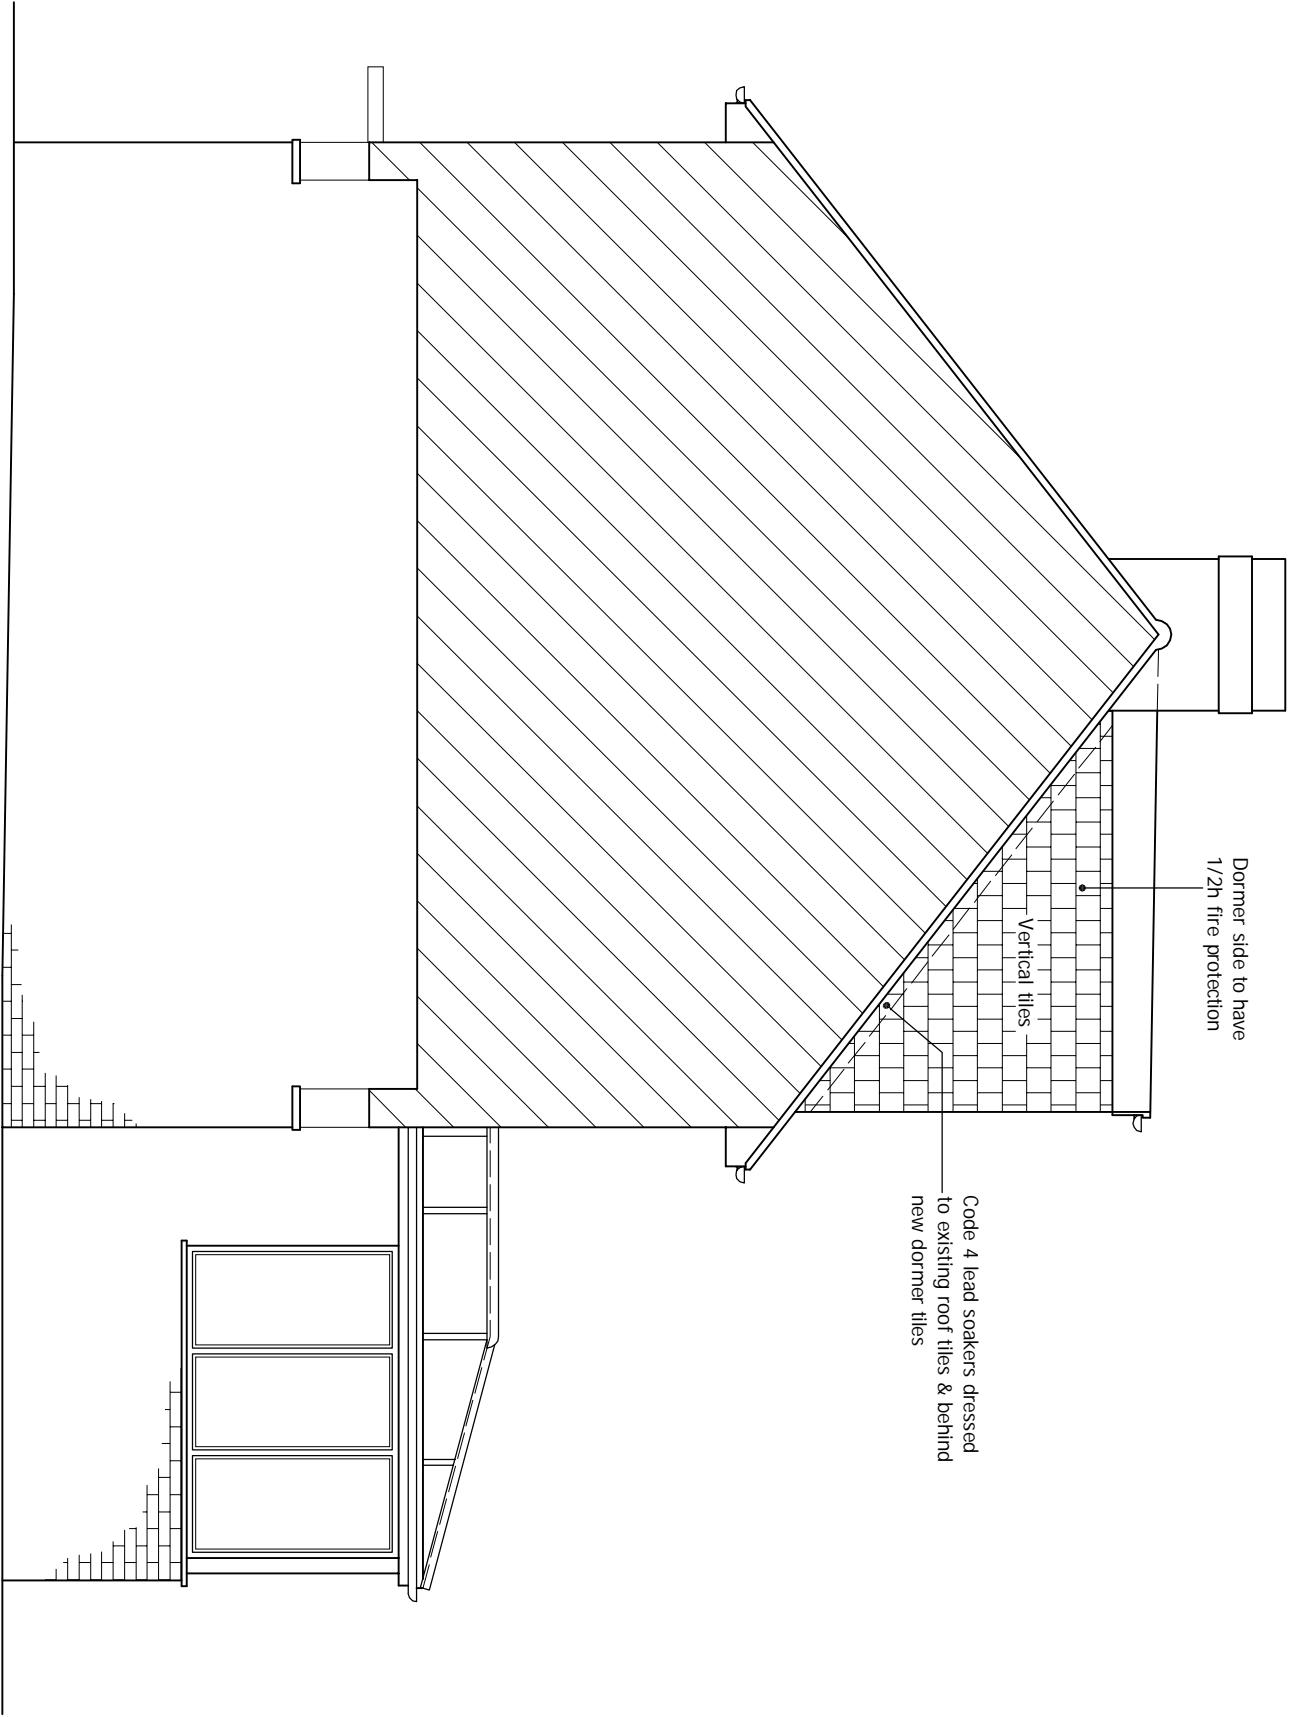 Dormer side to have
1/2h fire protection
Vertical tiles
Code 4 lead soakers dressed
to existing roof tiles & behind
new dormer tiles